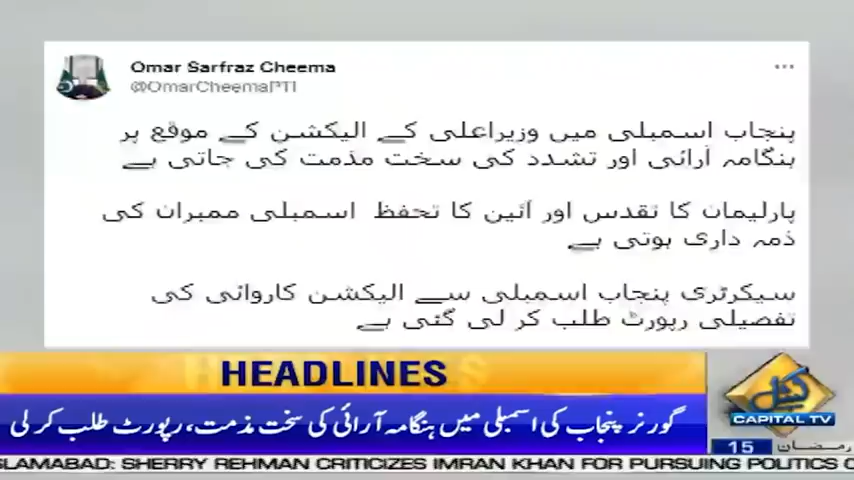 Omar Sarfraz Cheema
@OmarCheemaPTI
پنجاب اسمبلی میں وزیراعلی کے الیکشن کے موقع پر
ہنگامہ آرائی اور تشدد کی سخت مذمت کی جاتی ہے
پارلیمان کا تقدس اور آئین کا تحفظ اسمبلی ممبران کی
ذمہ داری ہوتی ہے
سیکرٹری پنجاب اسمبلی سے الیکشن کاروائی کی
تفصیلی رپورٹ طلب کر لی گئی ہے
HEADLINES
گورنر پنجاب کی اسمبلی میں ہنگامہ آرائی کی سخت مذمت، رپورٹ طلب کر لی
کیپیٹل
CAPITAL TV
15 رمضان
SLAMABAD: SHERRY REHMAN CRITICIZES IMRAN KHAN FOR PURSUING POLITICS